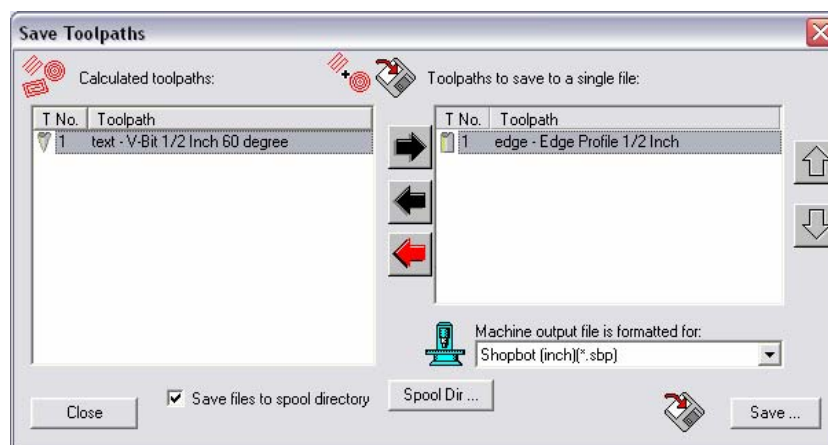 Save Toolpaths
Calculated toolpaths:
Toolpaths to save to a single file:
T No. Toolpath
1 text - V-Bit 1/2 Inch 60 degree
T No. Toolpath
1 edge - Edge Profile 1/2 Inch
Machine output file is formatted for:
Shopbot (inch)(*.sbp)
Close
Save files to spool directory
Spool Dir ...
Save ...